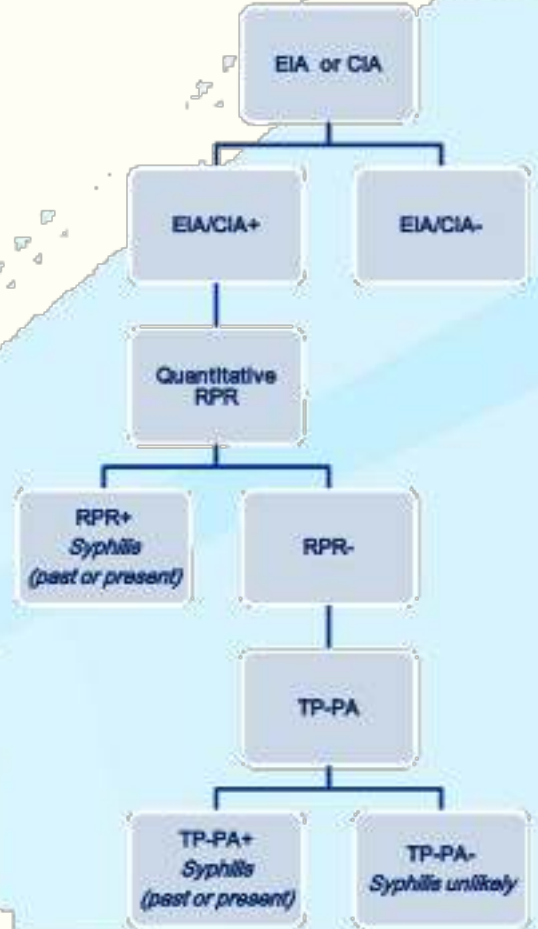 EIA or CIA
EIA/CIA+
EIA/CIA-
Quantitative
RPR
RPR+
Syphilis
(past or present)
RPR-
TP-PA
TP-PA+
Syphilis
(past or present)
TP-PA-
Syphilis unlikely